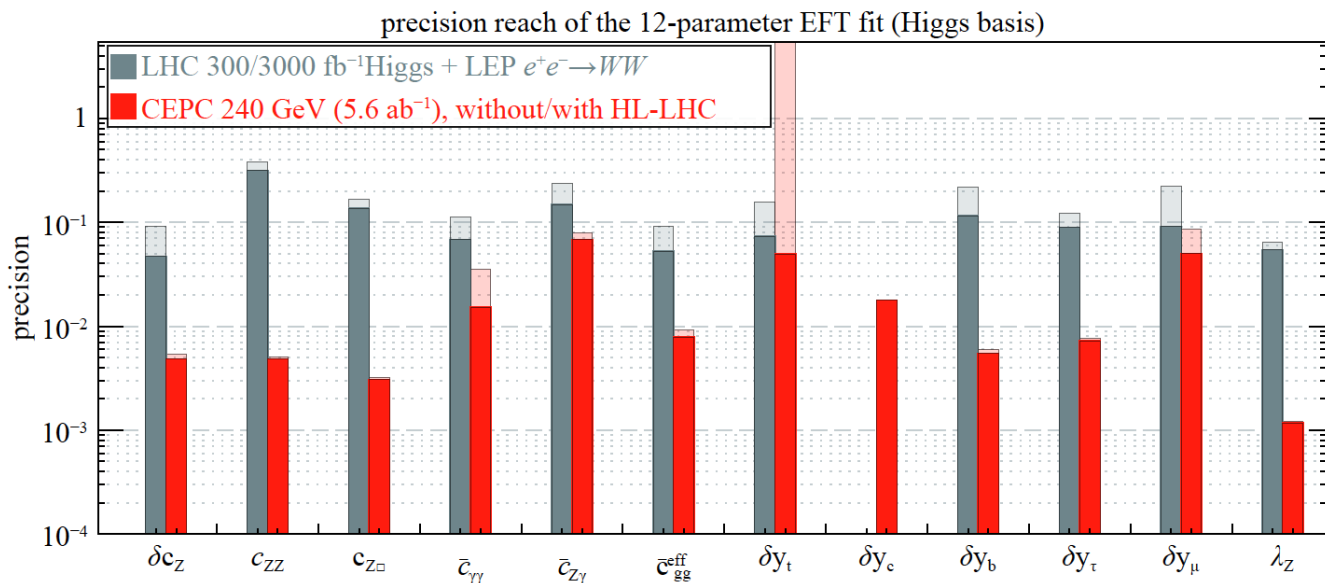 precision reach of the 12-parameter EFT fit (Higgs basis)
LHC 300/3000 fb⁻¹Higgs + LEP e⁺e⁻→WW
CEPC 240 GeV (5.6 ab⁻¹), without/with HL-LHC
precision
1
10⁻¹
10⁻²
10⁻³
10⁻⁴
δc_Z c_ZZ c_Z□ c̄_γγ c̄_Zγ c̄_gg^eff δy_t δy_c δy_b δy_τ δy_μ λ_Z